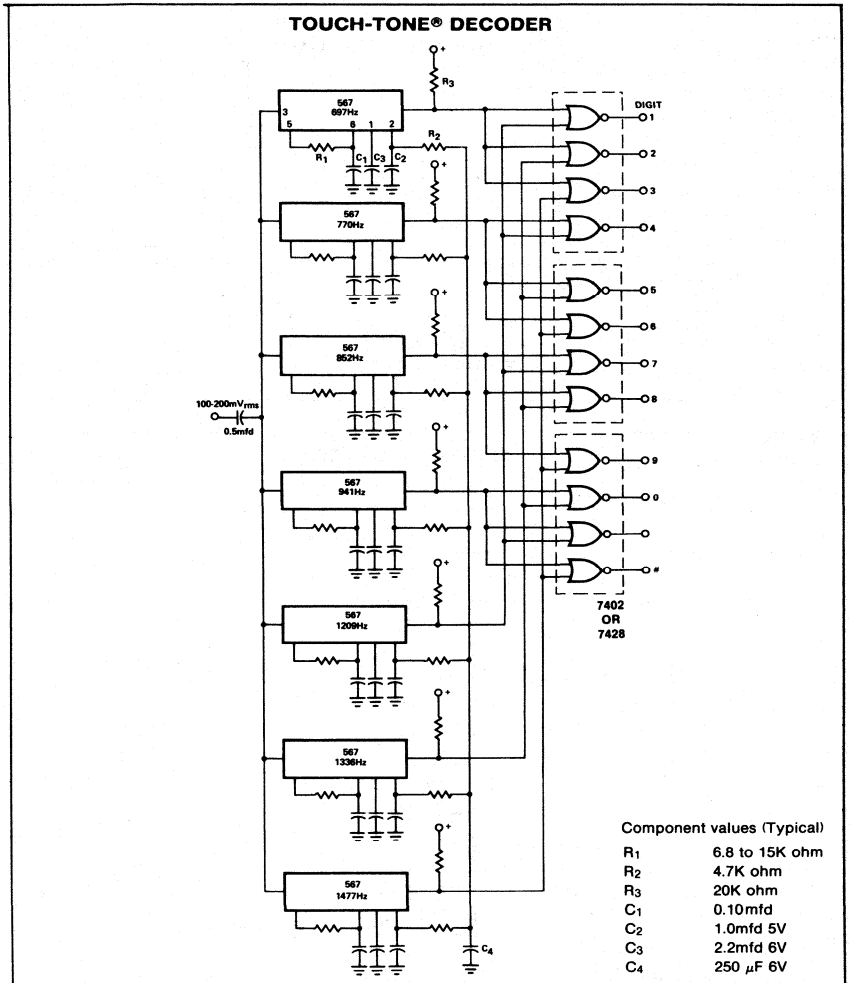 TOUCH-TONE® DECODER
+
R3
567
697Hz
3
5
6
1
2
R1
C1
C3
C2
R2
DIGIT
1
2
3
4
+
567
770Hz
+
5
6
7
8
567
852Hz
100-200mVrms
0.5mfd
+
9
0
#
567
941Hz
7402
OR
7428
+
567
1209Hz
+
567
1336Hz
+
567
1477Hz
C4
Component values (Typical)
R1 6.8 to 15K ohm
R2 4.7K ohm
R3 20K ohm
C1 0.10mfd
C2 1.0mfd 5V
C3 2.2mfd 6V
C4 250 μF 6V